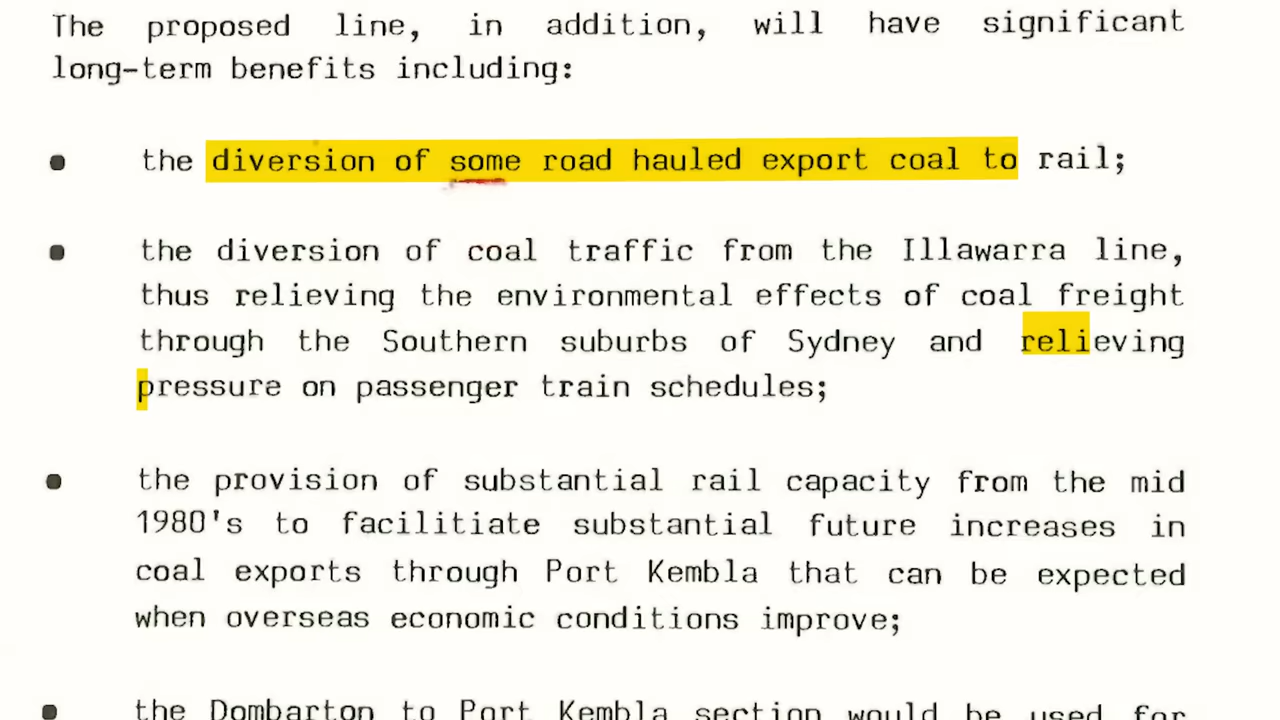 The proposed line, in addition, will have significant
long-term benefits including:
• the diversion of some road hauled export coal to rail;
• the diversion of coal traffic from the Illawarra line,
thus relieving the environmental effects of coal freight
through the Southern suburbs of Sydney and relieving
pressure on passenger train schedules;
• the provision of substantial rail capacity from the mid
1980's to facilitiate substantial future increases in
coal exports through Port Kembla that can be expected
when overseas economic conditions improve;
• the Dombarton to Port Kembla section would be used for